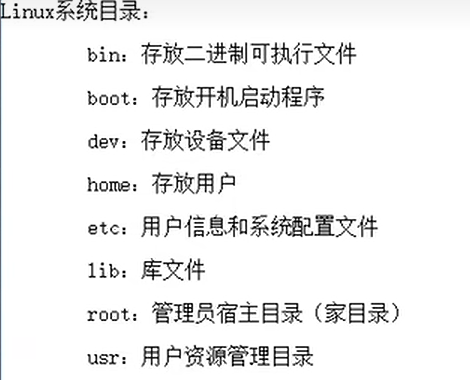 Linux系统目录：
bin：存放二进制可执行文件
boot：存放开机启动程序
dev：存放设备文件
home：存放用户
etc：用户信息和系统配置文件
lib：库文件
root：管理员宿主目录（家目录）
usr：用户资源管理目录